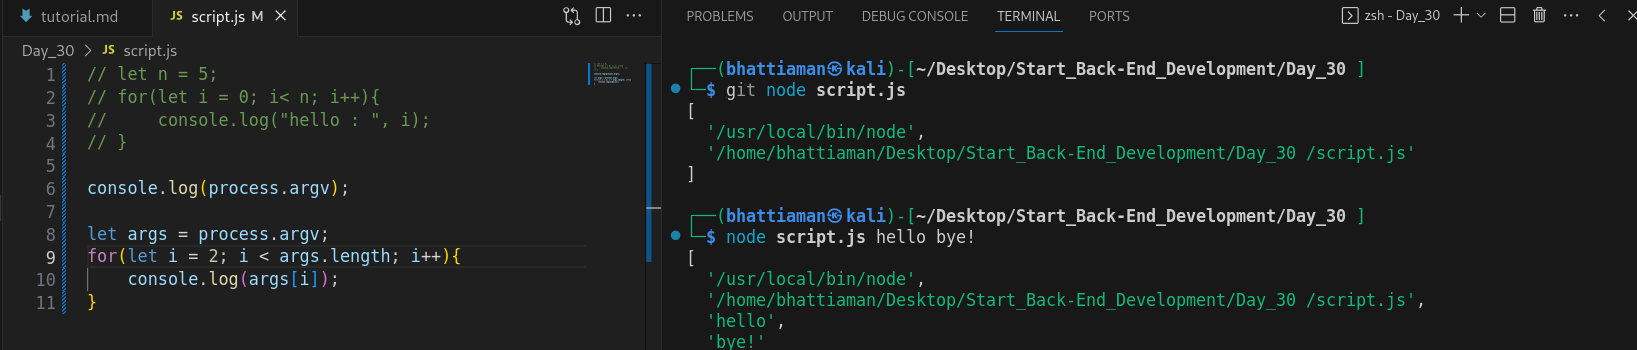 tutorial.md
JS script.js M
Day_30 > JS script.js
1 // let n = 5;
2 // for(let i = 0; i< n; i++){
3 //     console.log("hello : ", i);
4 // }
5
6 console.log(process.argv);
7
8 let args = process.argv;
9 for(let i = 2; i < args.length; i++){
10     console.log(args[i]);
11 }
PROBLEMS OUTPUT DEBUG CONSOLE TERMINAL PORTS
zsh - Day_30
┌──(bhattiaman㉿kali)-[~/Desktop/Start_Back-End_Development/Day_30 ]
└─$ git node script.js
[
  '/usr/local/bin/node',
  '/home/bhattiaman/Desktop/Start_Back-End_Development/Day_30 /script.js'
]
┌──(bhattiaman㉿kali)-[~/Desktop/Start_Back-End_Development/Day_30 ]
└─$ node script.js hello bye!
[
  '/usr/local/bin/node',
  '/home/bhattiaman/Desktop/Start_Back-End_Development/Day_30 /script.js',
  'hello',
  'bye!'